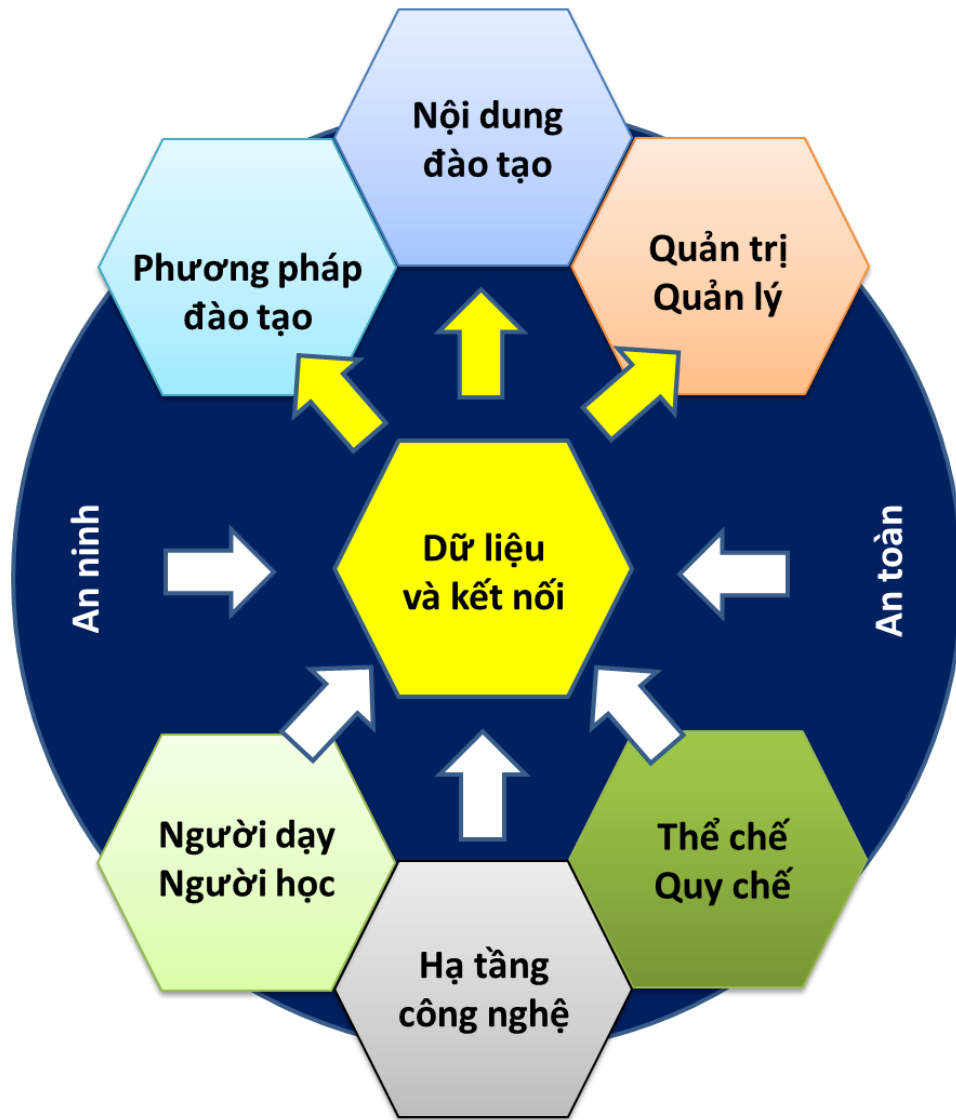 Nội dung
đào tạo
Phương pháp
đào tạo
Quản trị
Quản lý
An ninh
Dữ liệu
và kết nối
An toàn
Người dạy
Người học
Thể chế
Quy chế
Hạ tầng
công nghệ